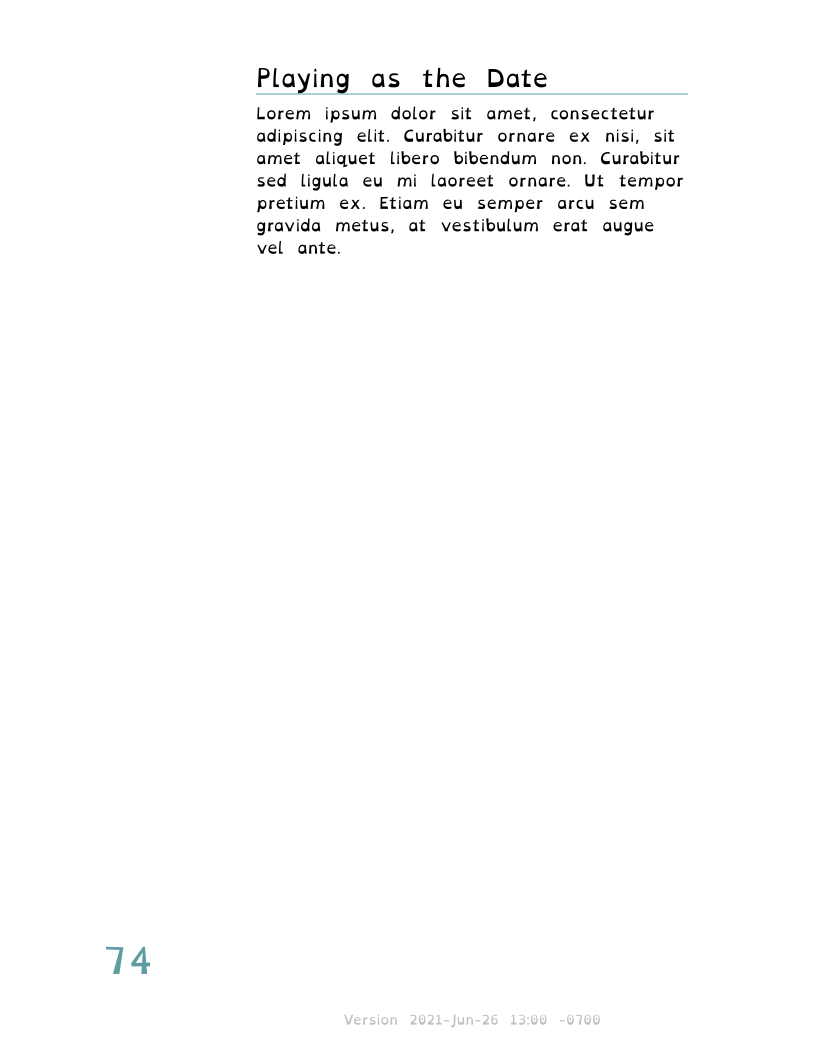 Playing as the Date
Lorem ipsum dolor sit amet, consectetur
adipiscing elit. Curabitur ornare ex nisi, sit
amet aliquet libero bibendum non. Curabitur
sed ligula eu mi laoreet ornare. Ut tempor
pretium ex. Etiam eu semper arcu sem
gravida metus, at vestibulum erat augue
vel ante.
74
Version 2021-Jun-26 13:00 -0700